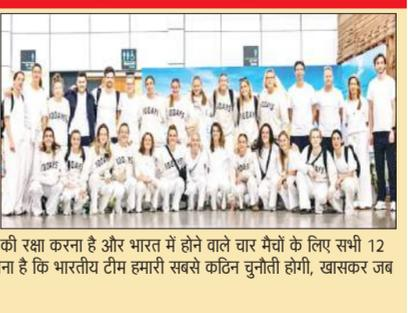 की रक्षा करना है और भारत में होने वाले चार मैचों के लिए सभी 12
ना है कि भारतीय टीम हमारी सबसे कठिन चुनौती होगी, खासकर जब